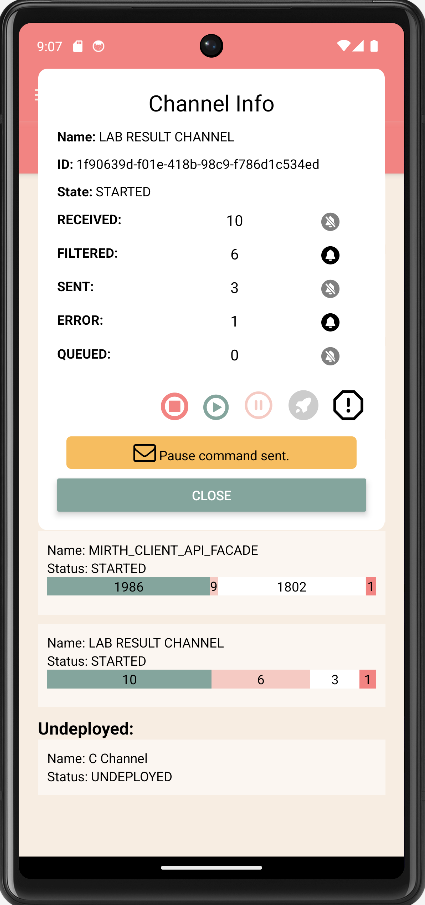 9:07
Channel Info
Name: LAB RESULT CHANNEL
ID: 1f90639d-f01e-418b-98c9-f786d1c534ed
State: STARTED
RECEIVED: 10
FILTERED: 6
SENT: 3
ERROR: 1
QUEUED: 0
Pause command sent.
CLOSE
Name: MIRTH_CLIENT_API_FACADE
Status: STARTED
1986 9 1802 1
Name: LAB RESULT CHANNEL
Status: STARTED
10 6 3 1
Undeployed:
Name: C Channel
Status: UNDEPLOYED